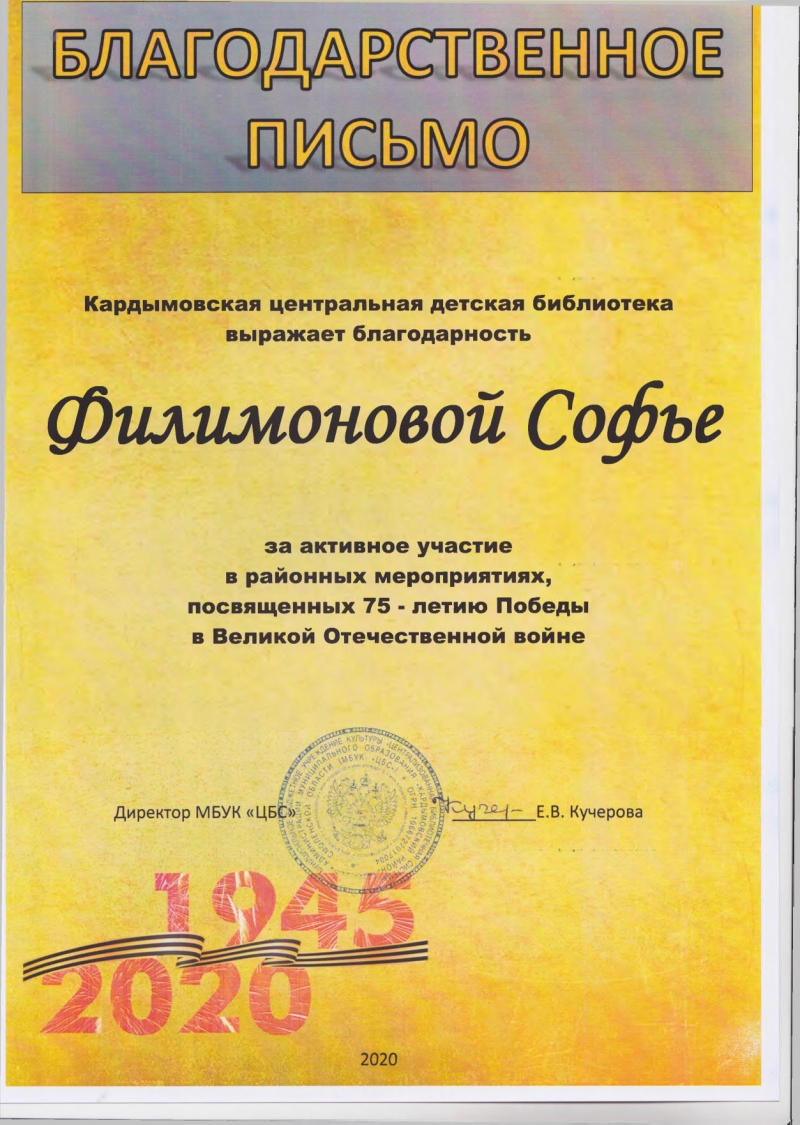 БЛАГОДАРСТВЕННОЕ
ПИСЬМО
Кардымовская центральная детская библиотека
выражает благодарность
Филимоновой Софье
за активное участие
в районных мероприятиях,
посвященных 75 - летию Победы
в Великой Отечественной войне
Директор МБУК «ЦБС» Кучер Е.В. Кучерова
1945
2020
2020